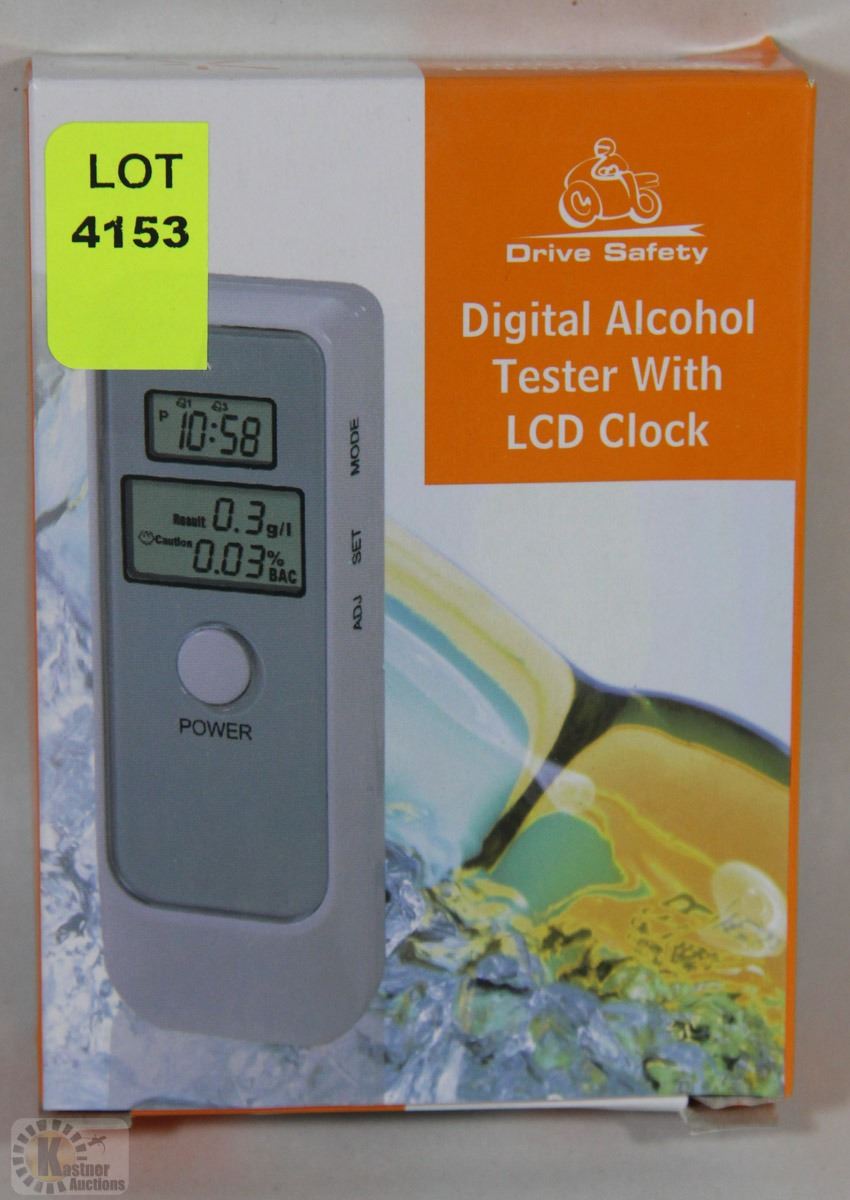 LOT
4153
Drive Safety
Digital Alcohol
Tester With
LCD Clock
P 10:58
Result 0.3 g/l
Caution 0.03 % BAC
MODE
SET
ADJ
POWER
Kastner
Auctions